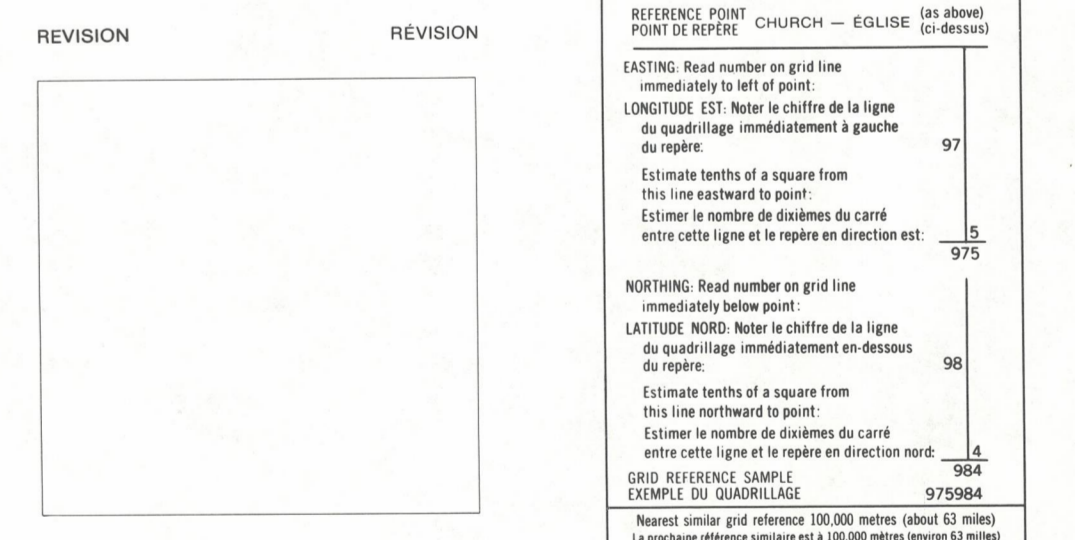 REVISION
RÉVISION
REFERENCE POINT
POINT DE REPÈRE
CHURCH — ÉGLISE
(as above)
(ci-dessus)
EASTING: Read number on grid line
immediately to left of point:
LONGITUDE EST: Noter le chiffre de la ligne
du quadrillage immédiatement à gauche
du repère:
97
Estimate tenths of a square from
this line eastward to point:
Estimer le nombre de dixièmes du carré
entre cette ligne et le repère en direction est:
5
975
NORTHING: Read number on grid line
immediately below point:
LATITUDE NORD: Noter le chiffre de la ligne
du quadrillage immédiatement en-dessous
du repère:
98
Estimate tenths of a square from
this line northward to point:
Estimer le nombre de dixièmes du carré
entre cette ligne et le repère en direction nord:
4
984
GRID REFERENCE SAMPLE
EXEMPLE DU QUADRILLAGE
975984
Nearest similar grid reference 100,000 metres (about 63 miles)
La prochaine référence similaire est à 100,000 mètres (environ 63 milles)